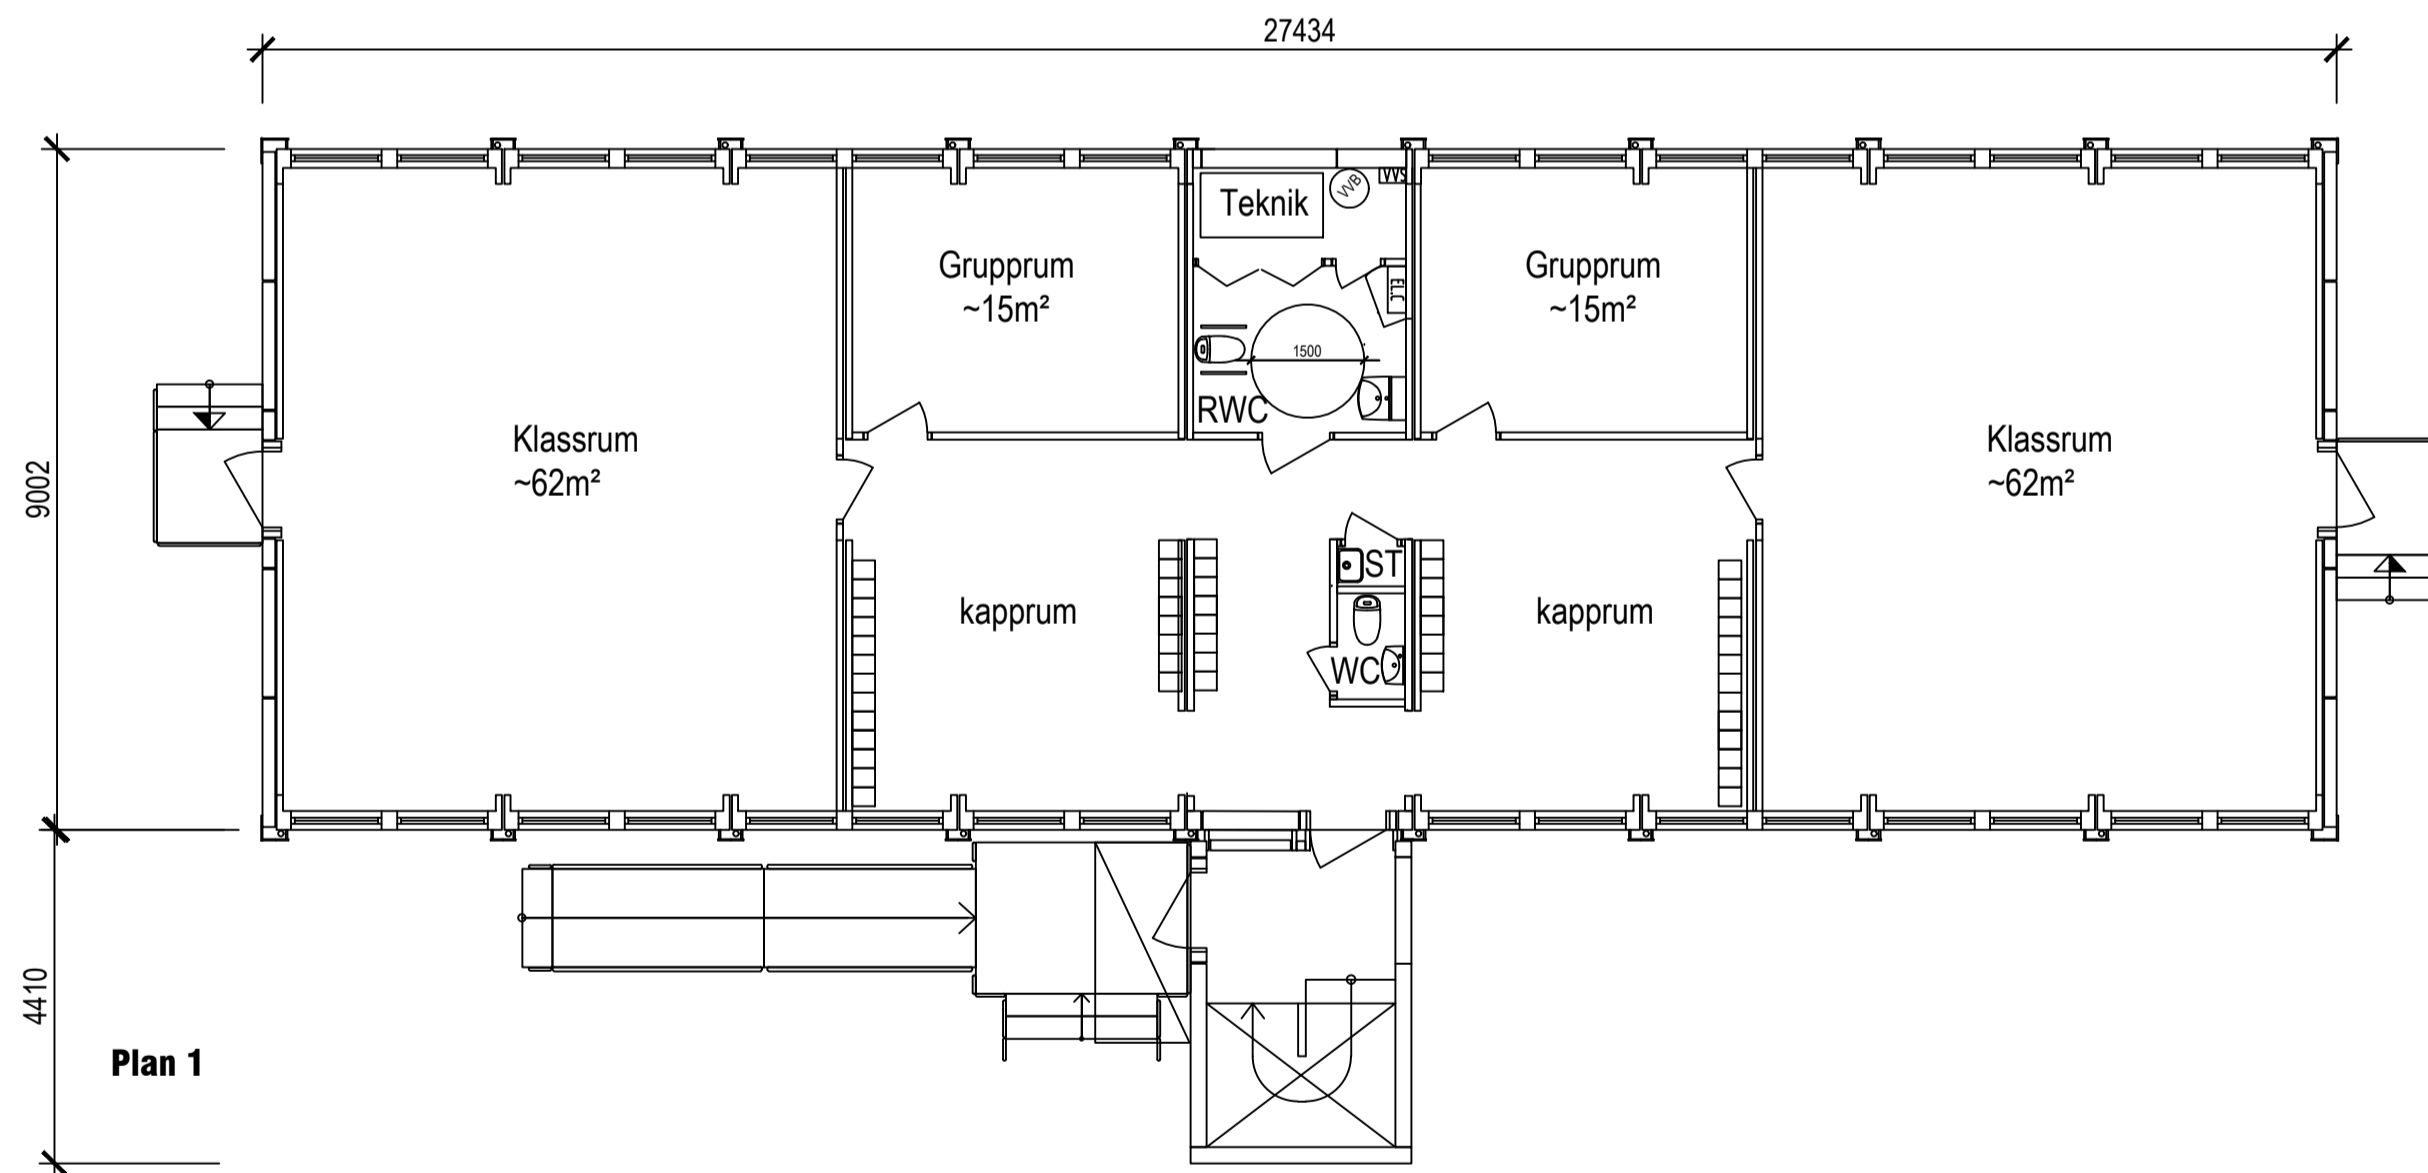 27434
Teknik
VVB
VVS
Grupprum
~15m²
Grupprum
~15m²
EL.C
1500
RWC
Klassrum
~62m²
Klassrum
~62m²
9002
ST
kapprum
kapprum
WC
4410
Plan 1